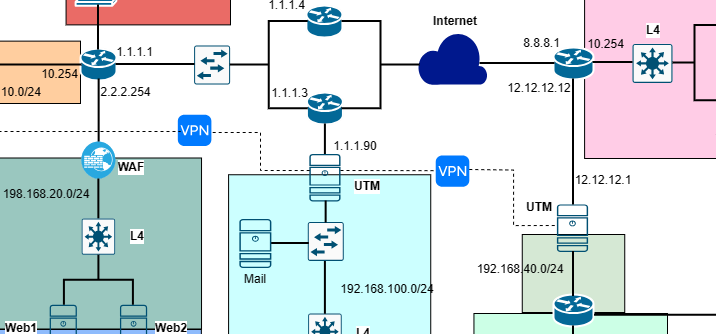 1.1.1.4
Internet
L4
8.8.8.1
10.254
1.1.1.1
10.254
10.0/24
2.2.2.254
1.1.1.3
12.12.12.12
VPN
1.1.1.90
WAF
VPN
UTM
12.12.12.1
198.168.20.0/24
UTM
L4
192.168.40.0/24
Mail
192.168.100.0/24
Web1
Web2
L4